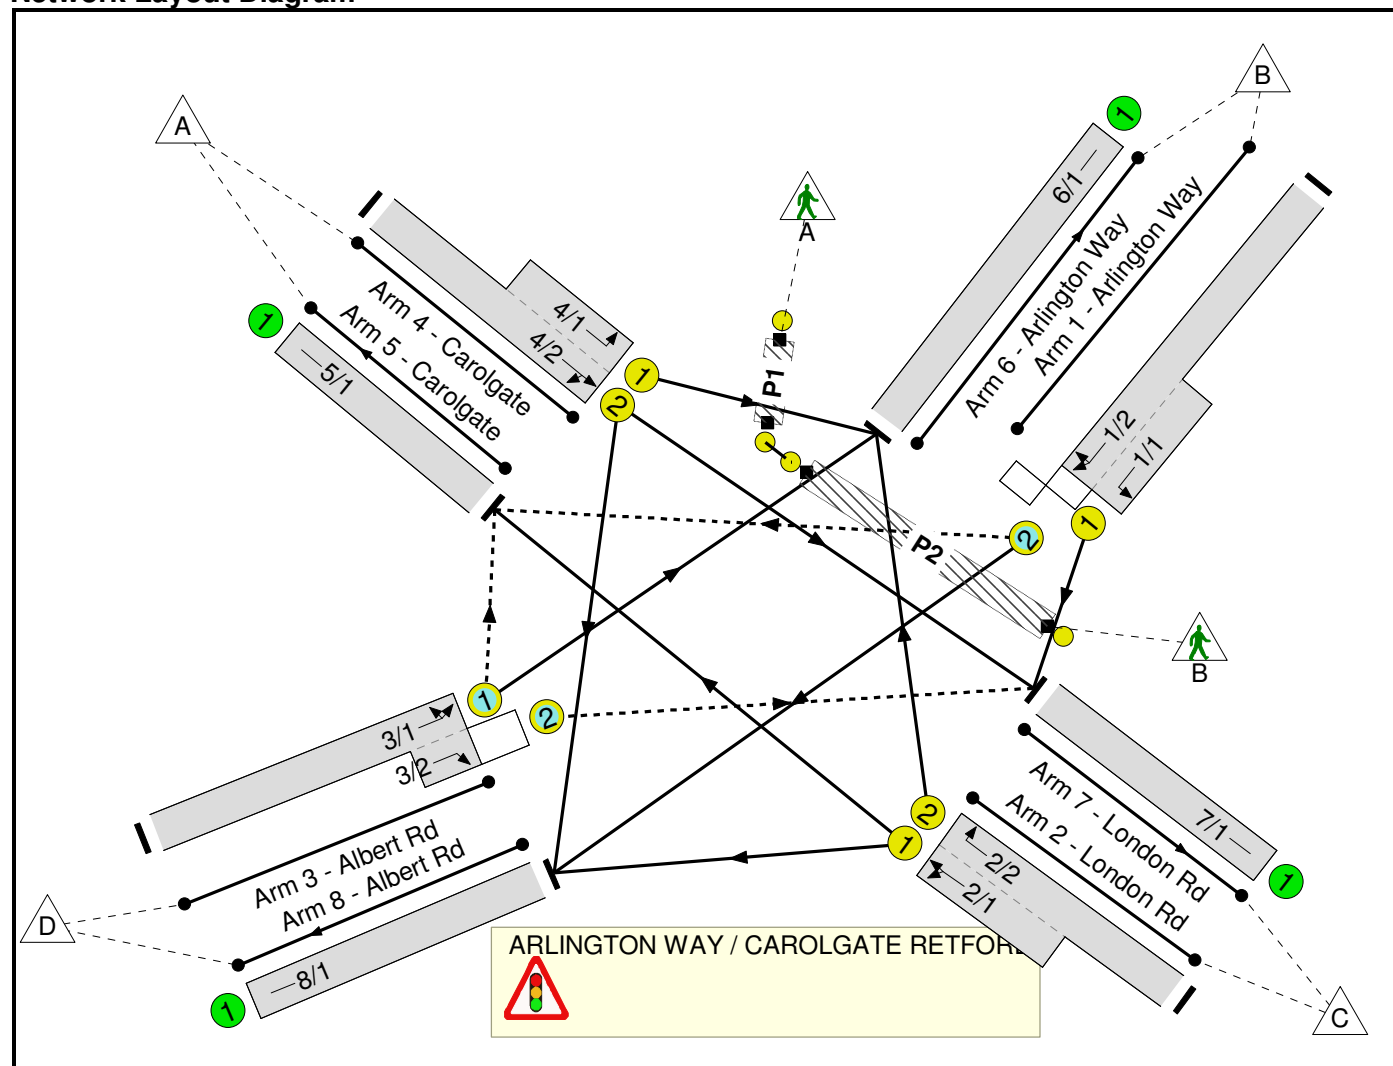 Network Layout Diagram
A
B
1
6/1
Arm 6 - Arlington Way
Arm 1 - Arlington Way
A
4/1
4/2
Arm 4 - Carolgate
Arm 5 - Carolgate
1
5/1
1
2
P1
1/2
1/1
1
2
P2
B
1
2
3/1
3/2
Arm 3 - Albert Rd
Arm 8 - Albert Rd
D
1
8/1
2
1
2/2
2/1
Arm 7 - London Rd
Arm 2 - London Rd
7/1
1
C
ARLINGTON WAY / CAROLGATE RETFORD